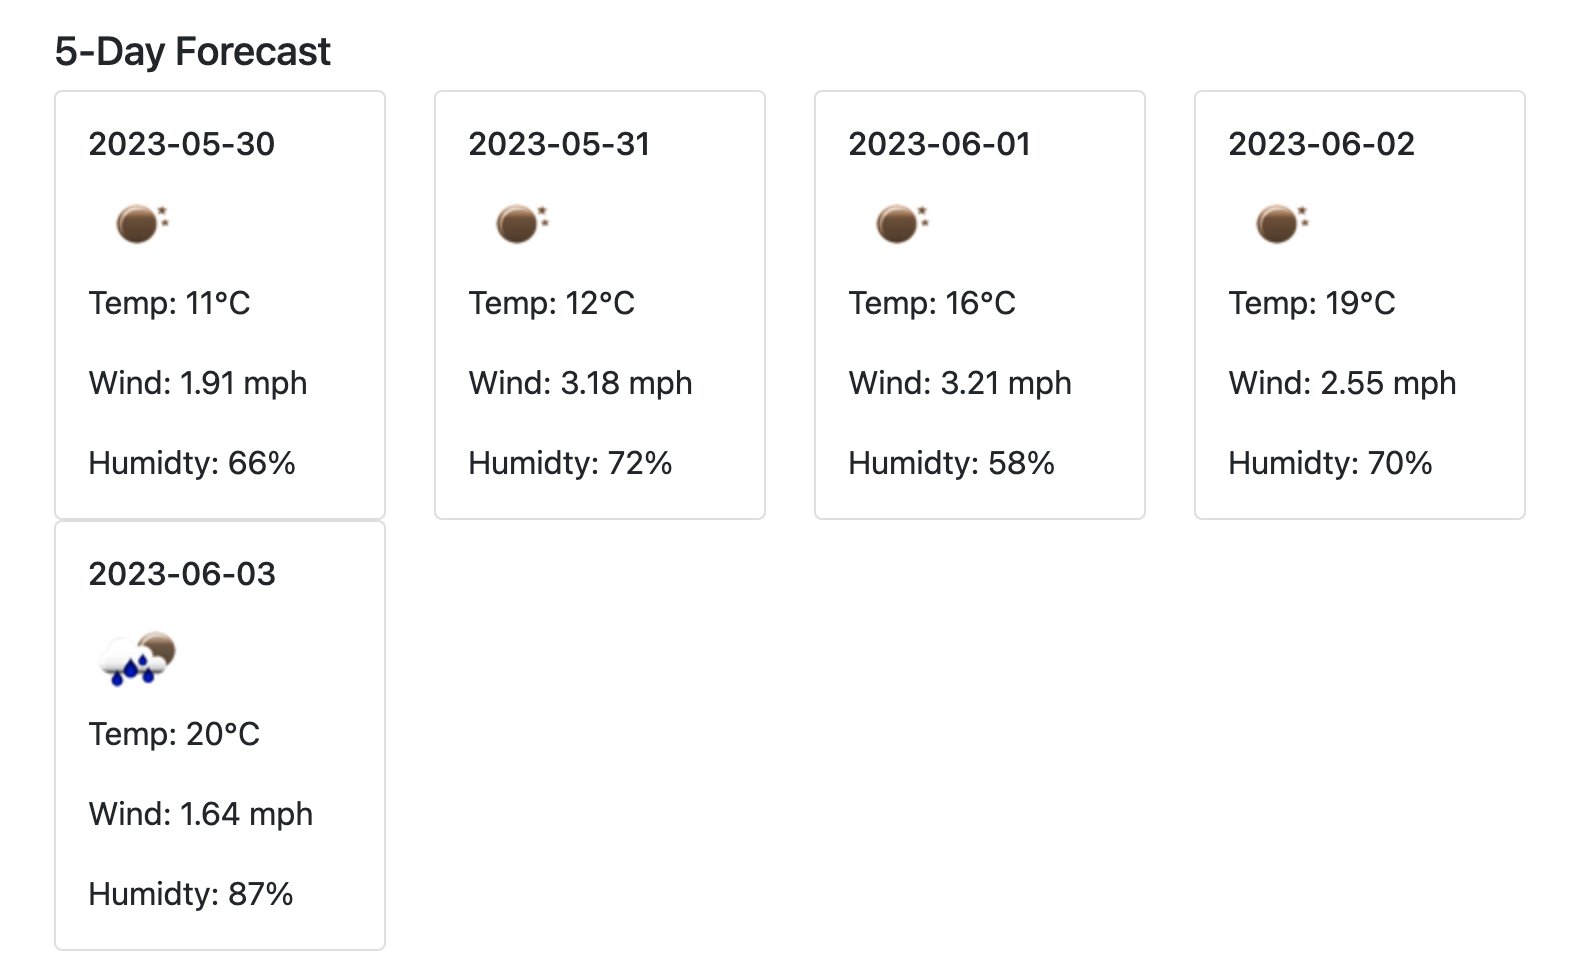 5-Day Forecast
2023-05-30
Temp: 11°C
Wind: 1.91 mph
Humidty: 66%
2023-05-31
Temp: 12°C
Wind: 3.18 mph
Humidty: 72%
2023-06-01
Temp: 16°C
Wind: 3.21 mph
Humidty: 58%
2023-06-02
Temp: 19°C
Wind: 2.55 mph
Humidty: 70%
2023-06-03
Temp: 20°C
Wind: 1.64 mph
Humidty: 87%